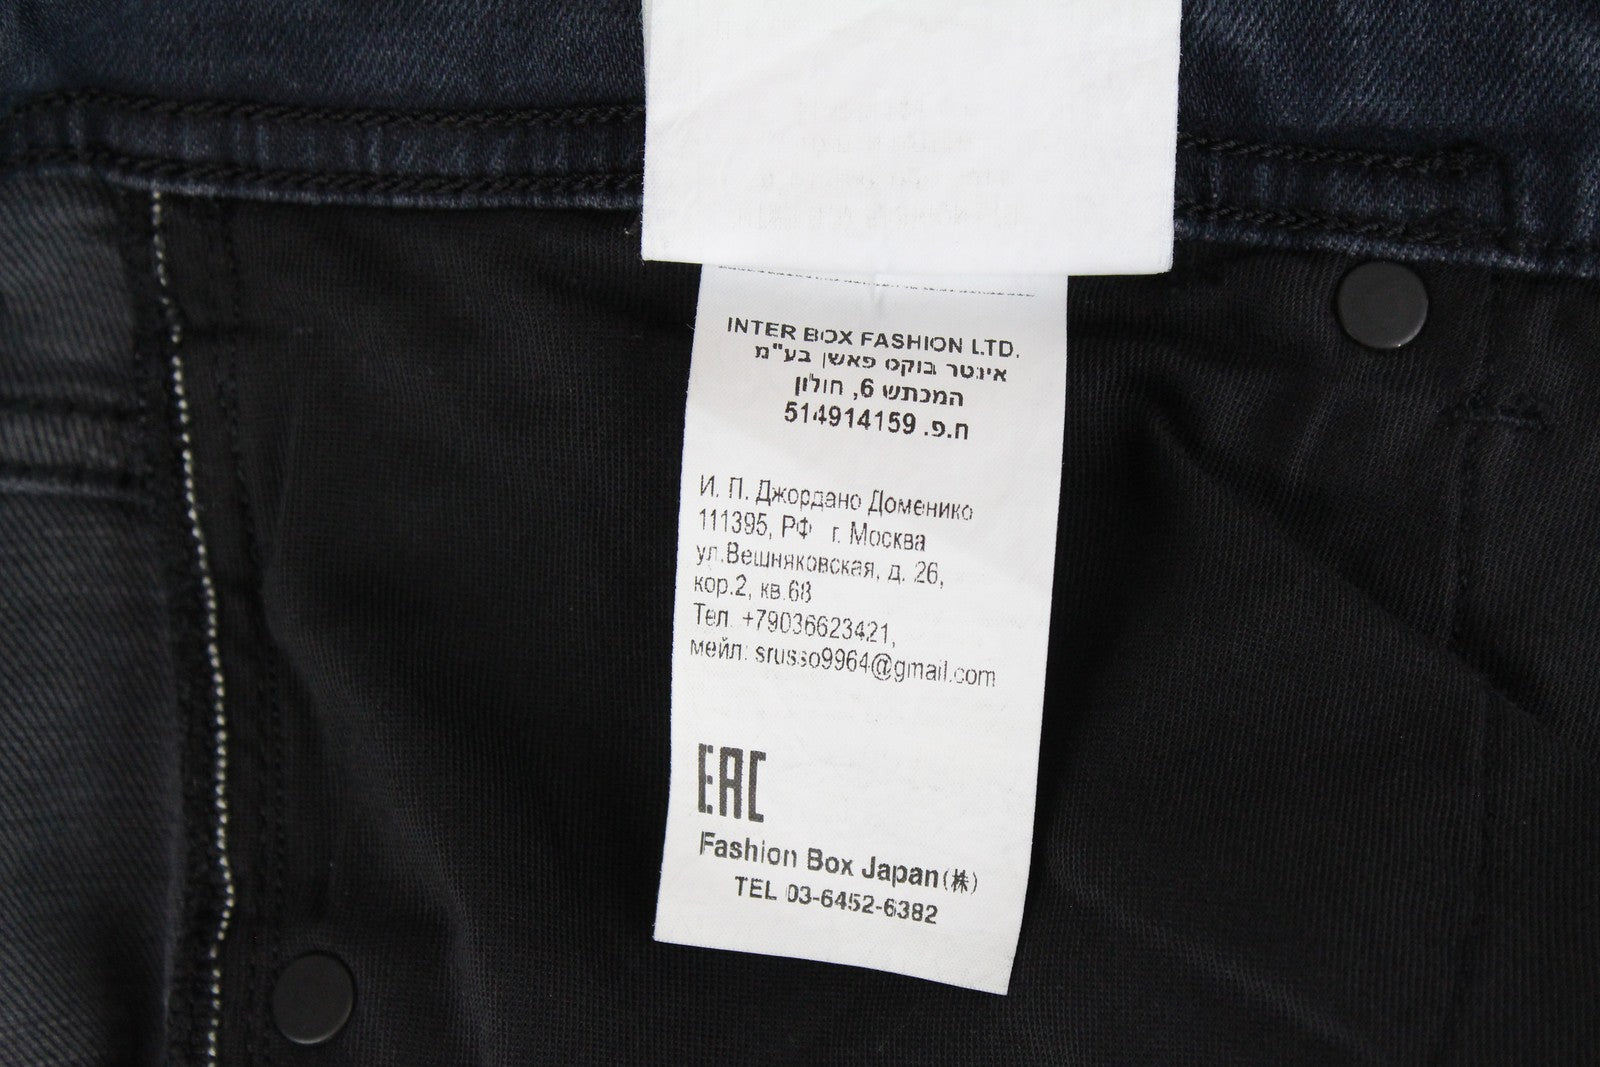 INTER BOX FASHION LTD.
אינטר בוקס פאשן בע"מ
המכתש 6, חולון
ח.פ. 514914159
И. П. Джордано Доменико
111395, РФ г. Москва
ул.Вешняковская, д. 26,
кор.2, кв.68
Тел. +79036623421,
мейл: srusso9964@gmail.com
EAC
Fashion Box Japan(株)
TEL 03-6452-6382